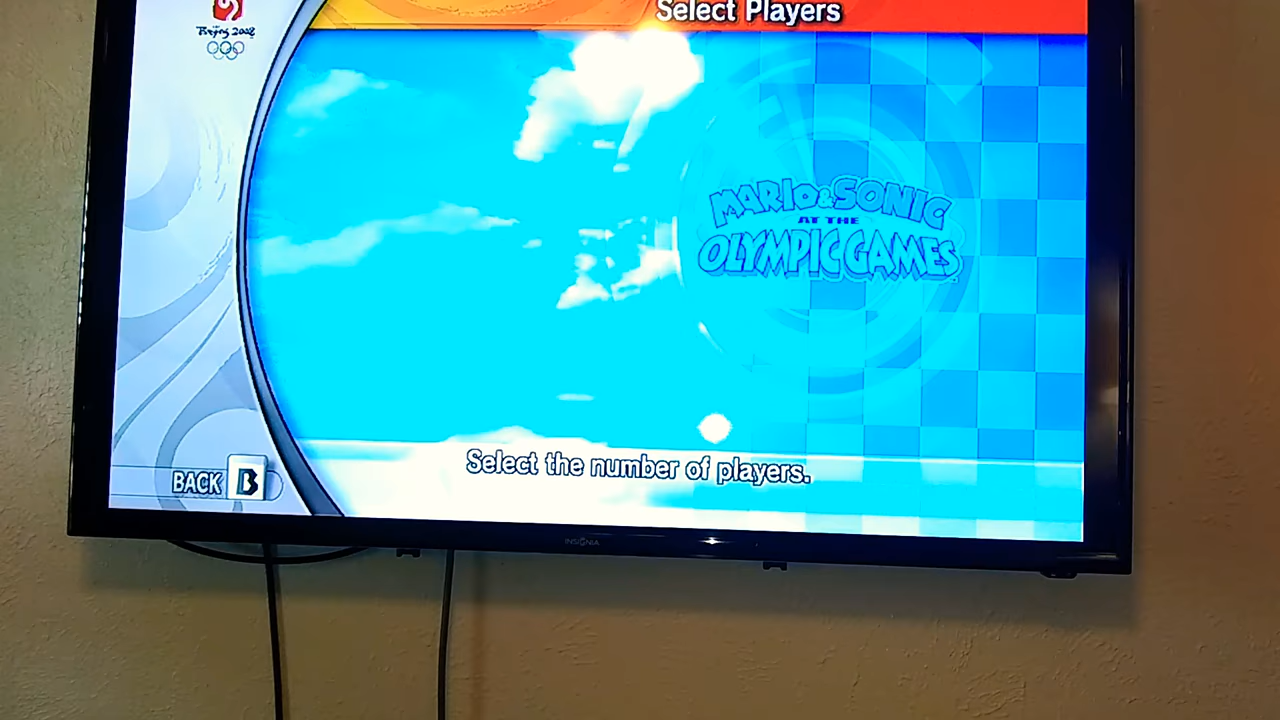 Select Players
Beijing 2008
MARIO & SONIC
AT THE
OLYMPIC GAMES
Select the number of players.
BACK B
INSIGNIA